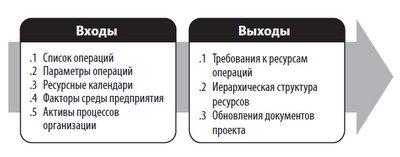 Входы
.1 Список операций
.2 Параметры операций
.3 Ресурсные календари
.4 Факторы среды предприятия
.5 Активы процессов
организации
Выходы
.1 Требования к ресурсам
операций
.2 Иерархическая структура
ресурсов
.3 Обновления документов
проекта